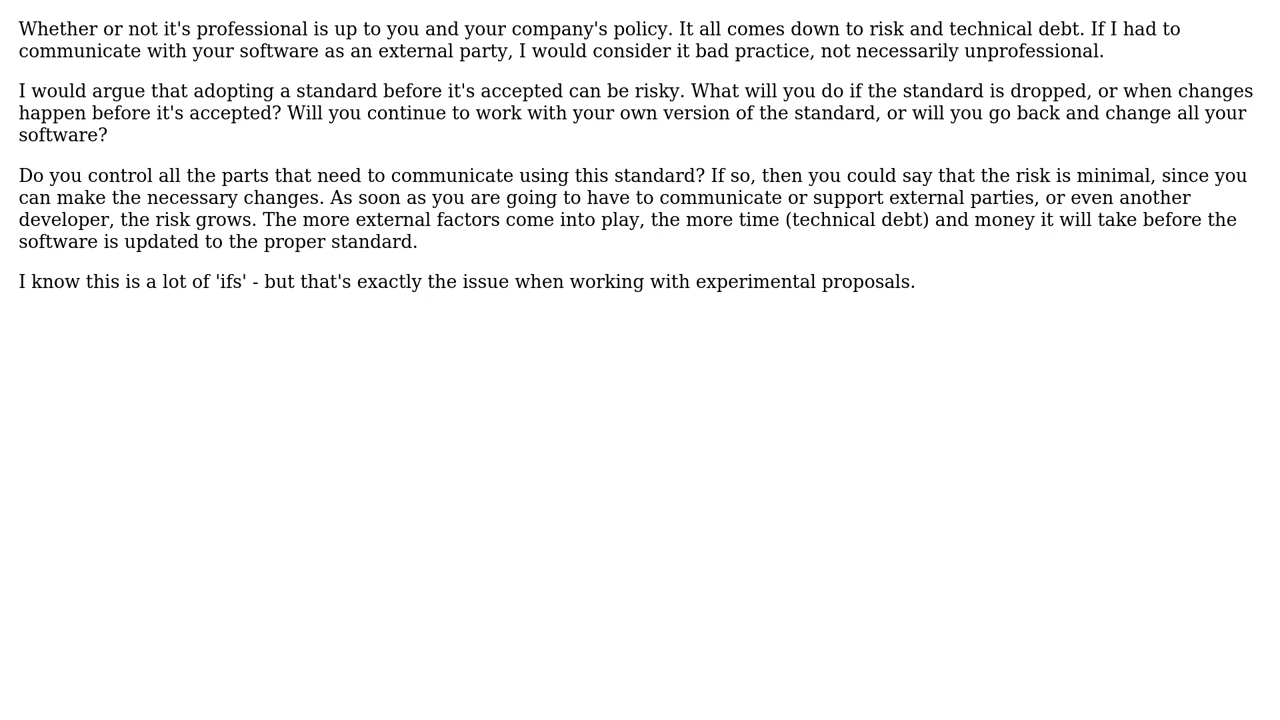 Whether or not it's professional is up to you and your company's policy. It all comes down to risk and technical debt. If I had to
communicate with your software as an external party, I would consider it bad practice, not necessarily unprofessional.
I would argue that adopting a standard before it's accepted can be risky. What will you do if the standard is dropped, or when changes
happen before it's accepted? Will you continue to work with your own version of the standard, or will you go back and change all your
software?
Do you control all the parts that need to communicate using this standard? If so, then you could say that the risk is minimal, since you
can make the necessary changes. As soon as you are going to have to communicate or support external parties, or even another
developer, the risk grows. The more external factors come into play, the more time (technical debt) and money it will take before the
software is updated to the proper standard.
I know this is a lot of 'ifs' - but that's exactly the issue when working with experimental proposals.